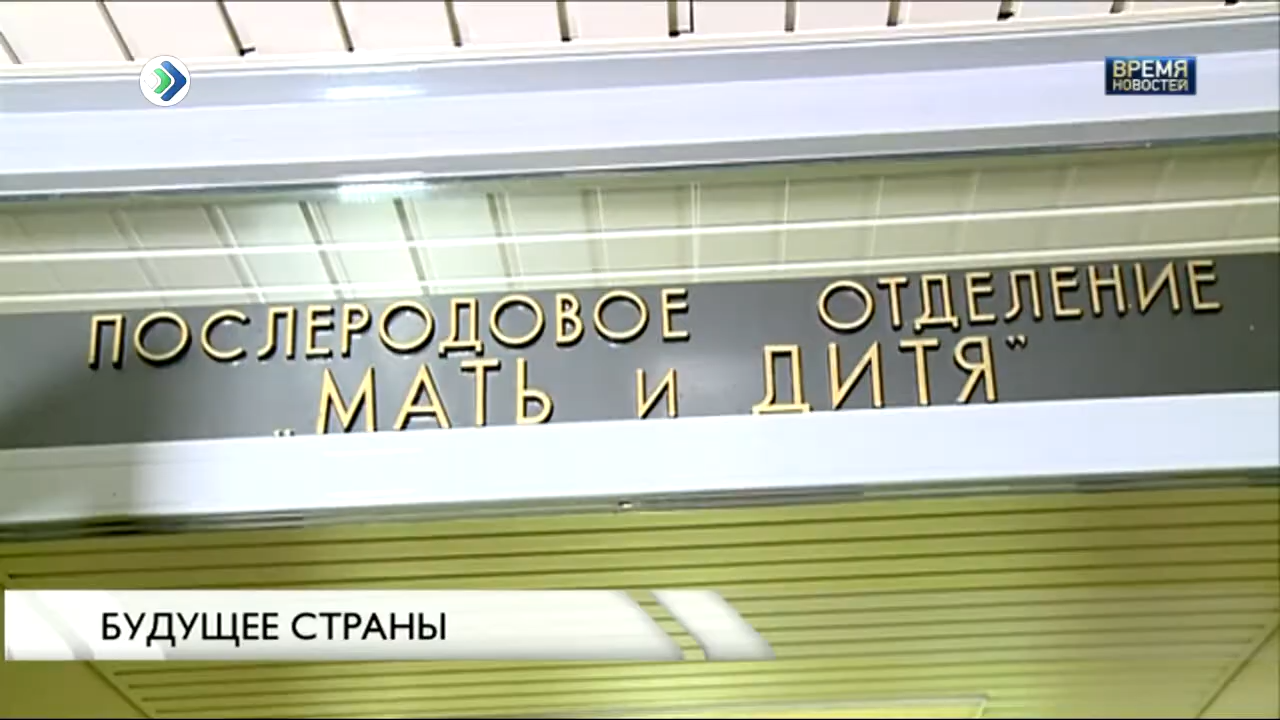 ВРЕМЯ
НОВОСТЕЙ
ПОСЛЕРОДОВОЕ ОТДЕЛЕНИЕ
„МАТЬ и ДИТЯ”
БУДУЩЕЕ СТРАНЫ